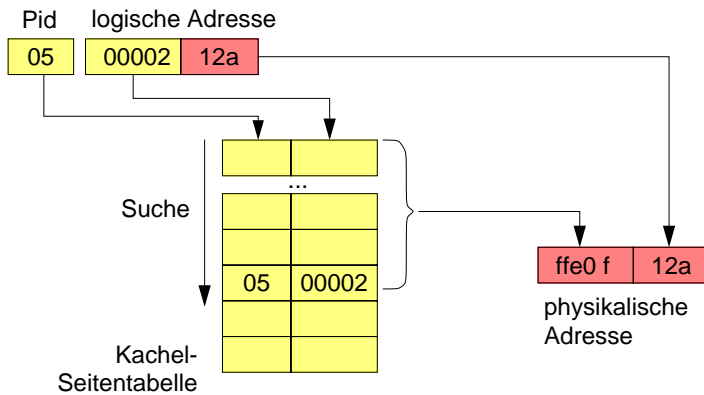 Pid logische Adresse
05 00002 12a
...
Suche
05 00002
ffe0 f 12a
physikalische
Adresse
Kachel-
Seitentabelle